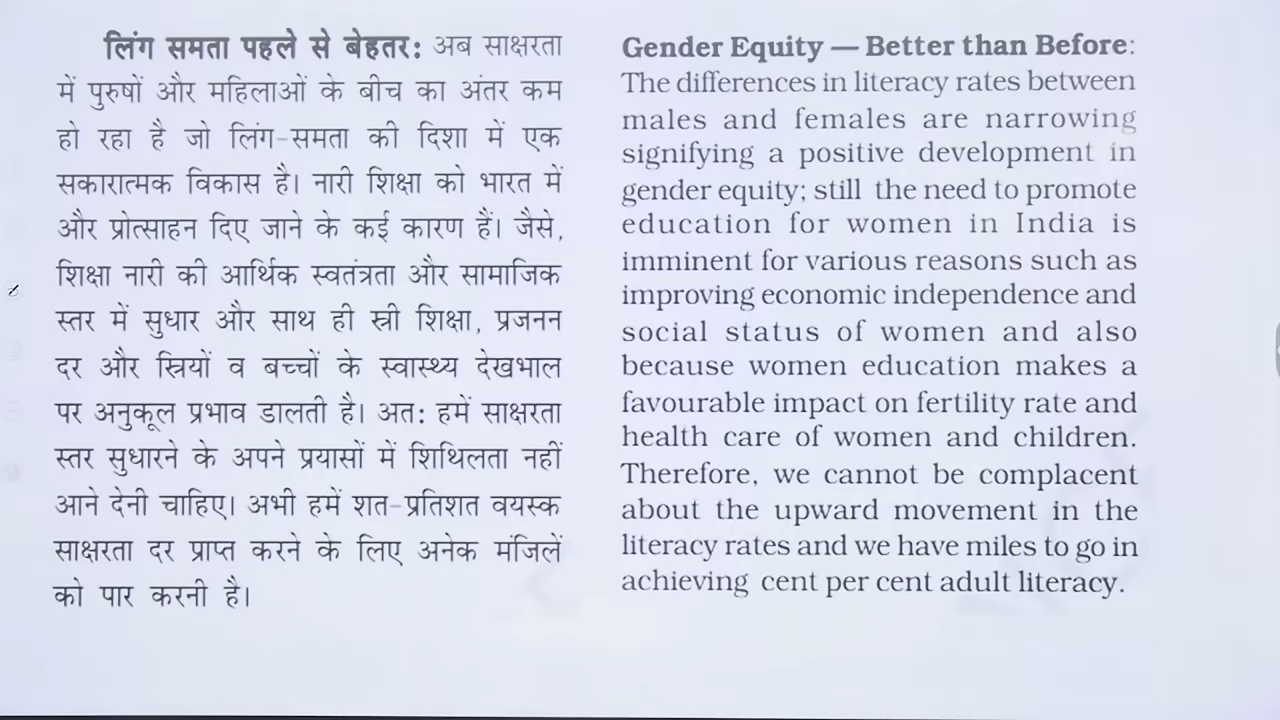 लिंग समता पहले से बेहतर: अब साक्षरता
में पुरुषों और महिलाओं के बीच का अंतर कम
हो रहा है जो लिंग-समता की दिशा में एक
सकारात्मक विकास है। नारी शिक्षा को भारत में
और प्रोत्साहन दिए जाने के कई कारण हैं। जैसे,
शिक्षा नारी की आर्थिक स्वतंत्रता और सामाजिक
स्तर में सुधार और साथ ही स्री शिक्षा, प्रजनन
दर और स्रियों व बच्चों के स्वास्थ्य देखभाल
पर अनुकूल प्रभाव डालती है। अत: हमें साक्षरता
स्तर सुधारने के अपने प्रयासों में शिथिलता नहीं
आने देनी चाहिए। अभी हमें शत-प्रतिशत वयस्क
साक्षरता दर प्राप्त करने के लिए अनेक मंजिलें
को पार करनी है।
Gender Equity — Better than Before:
The differences in literacy rates between
males and females are narrowing
signifying a positive development in
gender equity; still the need to promote
education for women in India is
imminent for various reasons such as
improving economic independence and
social status of women and also
because women education makes a
favourable impact on fertility rate and
health care of women and children.
Therefore, we cannot be complacent
about the upward movement in the
literacy rates and we have miles to go in
achieving cent per cent adult literacy.